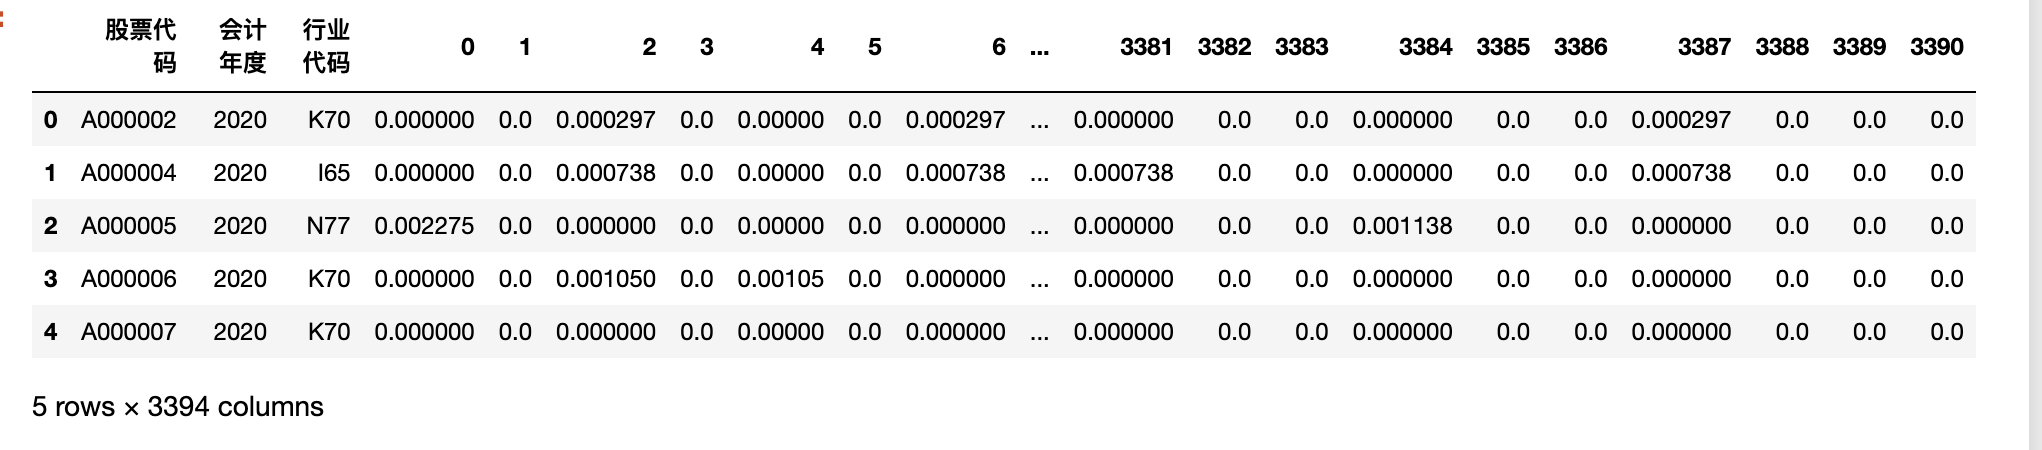 股票代码 会计年度 行业代码 0 1 2 3 4 5 6 ... 3381 3382 3383 3384 3385 3386 3387 3388 3389 3390
0 A000002 2020 K70 0.000000 0.0 0.000297 0.0 0.00000 0.0 0.000297 ... 0.000000 0.0 0.0 0.000000 0.0 0.0 0.000297 0.0 0.0 0.0
1 A000004 2020 I65 0.000000 0.0 0.000738 0.0 0.00000 0.0 0.000738 ... 0.000738 0.0 0.0 0.000000 0.0 0.0 0.000738 0.0 0.0 0.0
2 A000005 2020 N77 0.002275 0.0 0.000000 0.0 0.00000 0.0 0.000000 ... 0.000000 0.0 0.0 0.001138 0.0 0.0 0.000000 0.0 0.0 0.0
3 A000006 2020 K70 0.000000 0.0 0.001050 0.0 0.00105 0.0 0.000000 ... 0.000000 0.0 0.0 0.000000 0.0 0.0 0.000000 0.0 0.0 0.0
4 A000007 2020 K70 0.000000 0.0 0.000000 0.0 0.00000 0.0 0.000000 ... 0.000000 0.0 0.0 0.000000 0.0 0.0 0.000000 0.0 0.0 0.0
5 rows × 3394 columns